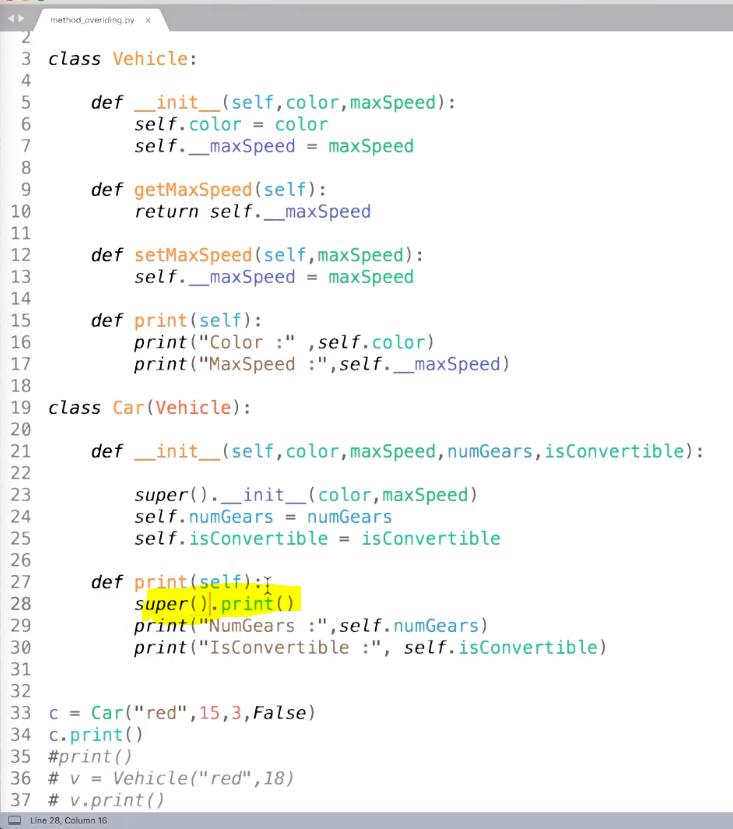 method_overiding.py ×
2
3 class Vehicle:
4
5 def __init__(self,color,maxSpeed):
6 self.color = color
7 self.__maxSpeed = maxSpeed
8
9 def getMaxSpeed(self):
10 return self.__maxSpeed
11
12 def setMaxSpeed(self,maxSpeed):
13 self.__maxSpeed = maxSpeed
14
15 def print(self):
16 print("Color :" ,self.color)
17 print("MaxSpeed :",self.__maxSpeed)
18
19 class Car(Vehicle):
20
21 def __init__(self,color,maxSpeed,numGears,isConvertible):
22
23 super().__init__(color,maxSpeed)
24 self.numGears = numGears
25 self.isConvertible = isConvertible
26
27 def print(self):
28 super().print()
29 print("NumGears :",self.numGears)
30 print("IsConvertible :", self.isConvertible)
31
32
33 c = Car("red",15,3,False)
34 c.print()
35 #print()
36 # v = Vehicle("red",18)
37 # v.print()
Line 28, Column 16